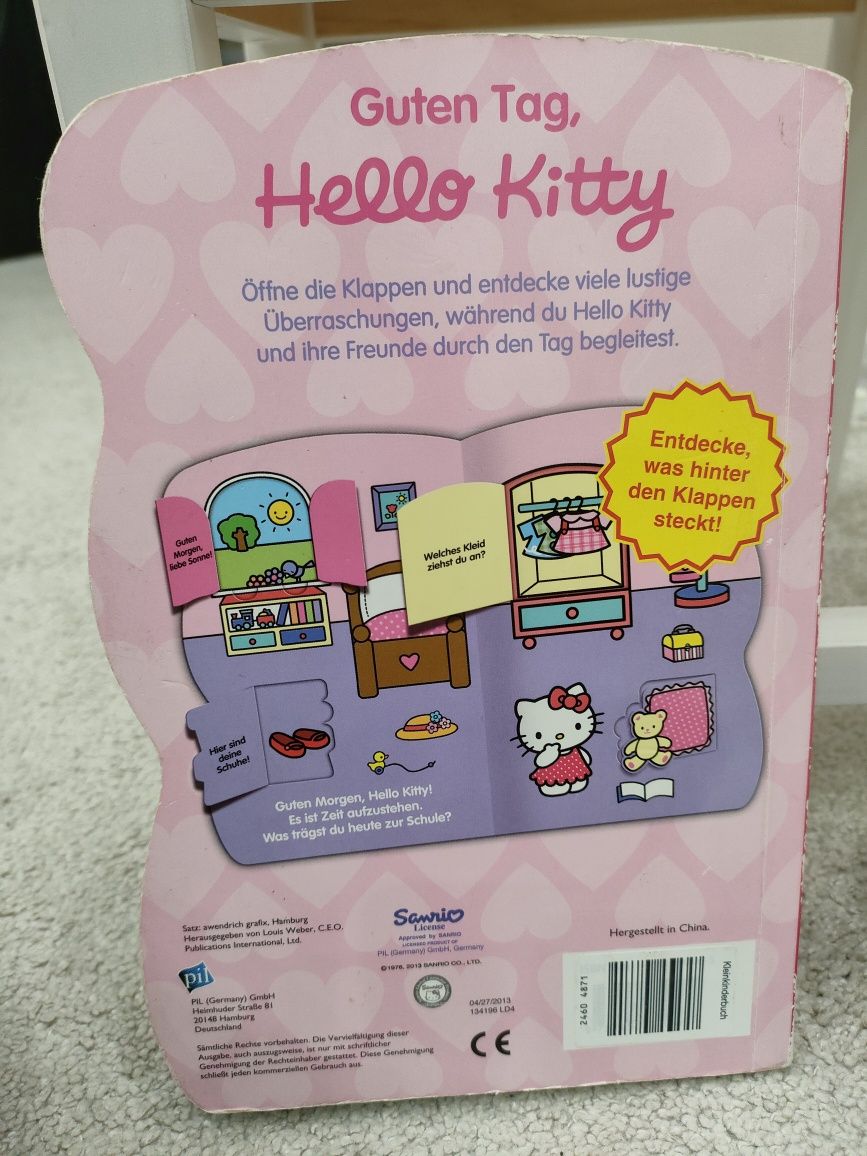 Guten Tag,
Hello Kitty
Öffne die Klappen und entdecke viele lustige
Überraschungen, während du Hello Kitty
und ihre Freunde durch den Tag begleitest.
Entdecke,
was hinter
den Klappen
steckt!
Guten
Morgen,
liebe Sonne!
Welches Kleid
ziehst du an?
Hier sind
deine
Schuhe!
Guten Morgen, Hello Kitty!
Es ist Zeit aufzustehen.
Was trägst du heute zur Schule?
Satz: awendrich grafix, Hamburg
Herausgegeben von Louis Weber, C.E.O.
Publications International, Ltd.
pil
PIL (Germany) GmbH
Heimhuder Straße 81
20148 Hamburg
Deutschland
Sämtliche Rechte vorbehalten. Die Vervielfältigung dieser
Ausgabe, auch auszugsweise, ist nur mit schriftlicher
Genehmigung der Rechteinhaber gestattet. Diese Genehmigung
schließt jeden kommerziellen Gebrauch aus.
Sanrio
License
Approved by SANRIO
LICENSED PRODUCT OF
PIL (Germany) GmbH, Germany
©1976, 2013 SANRIO CO., LTD.
04/27/2013
134196 LD4
CE
Hergestellt in China.
2460 4871
Kleinkinderbuch